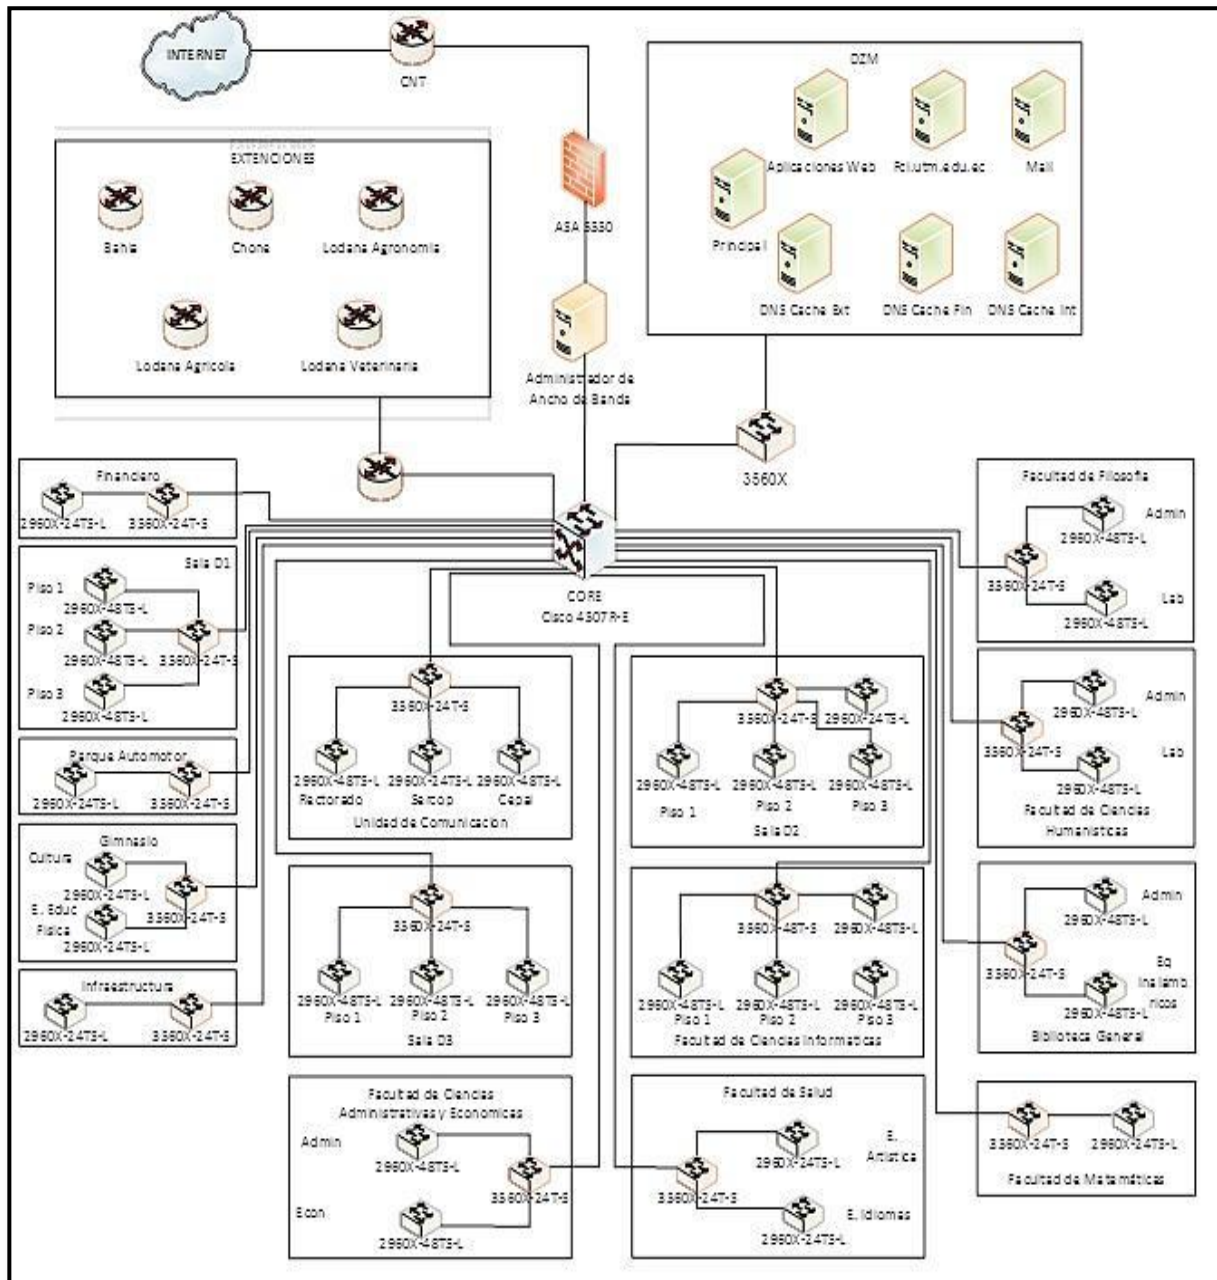 INTERNET
CNT
EXTENCIONES
Bahia
Chone
Lodana Agronomia
Lodana Agricola
Lodana Veterinaria
ASA 5550
Administrador de
Ancho de Banda
DZM
Aplicaciones Web
Fci.utm.edu.ec
Mail
Principal
DNS Cache Ext
DNS Cache Fin
DNS Cache Int
3560X
CORE
Cisco 4507R-E
Financiero
2960X-24TS-L
3560X-24T-S
Sala D1
Piso 1
2960X-48TS-L
Piso 2
2960X-48TS-L
3560X-24T-S
Piso 3
2960X-48TS-L
Parque Automotor
2960X-24TS-L
3560X-24T-S
Gimnasio
Cultura
2960X-24TS-L
3560X-24T-S
E. Educ
Fisica
2960X-24TS-L
Infraestructura
2960X-24TS-L
3560X-24T-S
3560X-24T-S
2960X-48TS-L
2960X-24TS-L
2960X-48TS-L
Rectorado
Sercop
Cepai
Unidad de Comunicacion
3560X-24T-S
2960X-24TS-L
2960X-48TS-L
2960X-48TS-L
2960X-48TS-L
Piso 1
Piso 2
Piso 3
Sala D2
3560X-24T-S
2960X-48TS-L
2960X-48TS-L
2960X-48TS-L
Piso 1
Piso 2
Piso 3
Sala D3
3560X-48T-S
2960X-48TS-L
2960X-48TS-L
2960X-48TS-L
2960X-48TS-L
Piso 1
Piso 2
Piso 3
Facultad de Ciencias Informaticas
Facultad de Ciencias
Administrativas y Economicas
Admin
2960X-48TS-L
3560X-24T-S
Econ
2960X-48TS-L
Facultad de Salud
E.
Artistica
2960X-24TS-L
3560X-24T-S
E. Idiomas
2960X-24TS-L
Facultad de Filosofia
Admin
2960X-48TS-L
3560X-24T-S
Lab
2960X-48TS-L
Admin
2960X-48TS-L
3560X-24T-S
Lab
2960X-48TS-L
Facultad de Ciencias
Humanisticas
Admin
2960X-48TS-L
3560X-24T-S
Eq
Inalamb.
ricos
2960X-48TS-L
Biblioteca General
3560X-24T-S
2960X-24TS-L
Facultad de Matemáticas